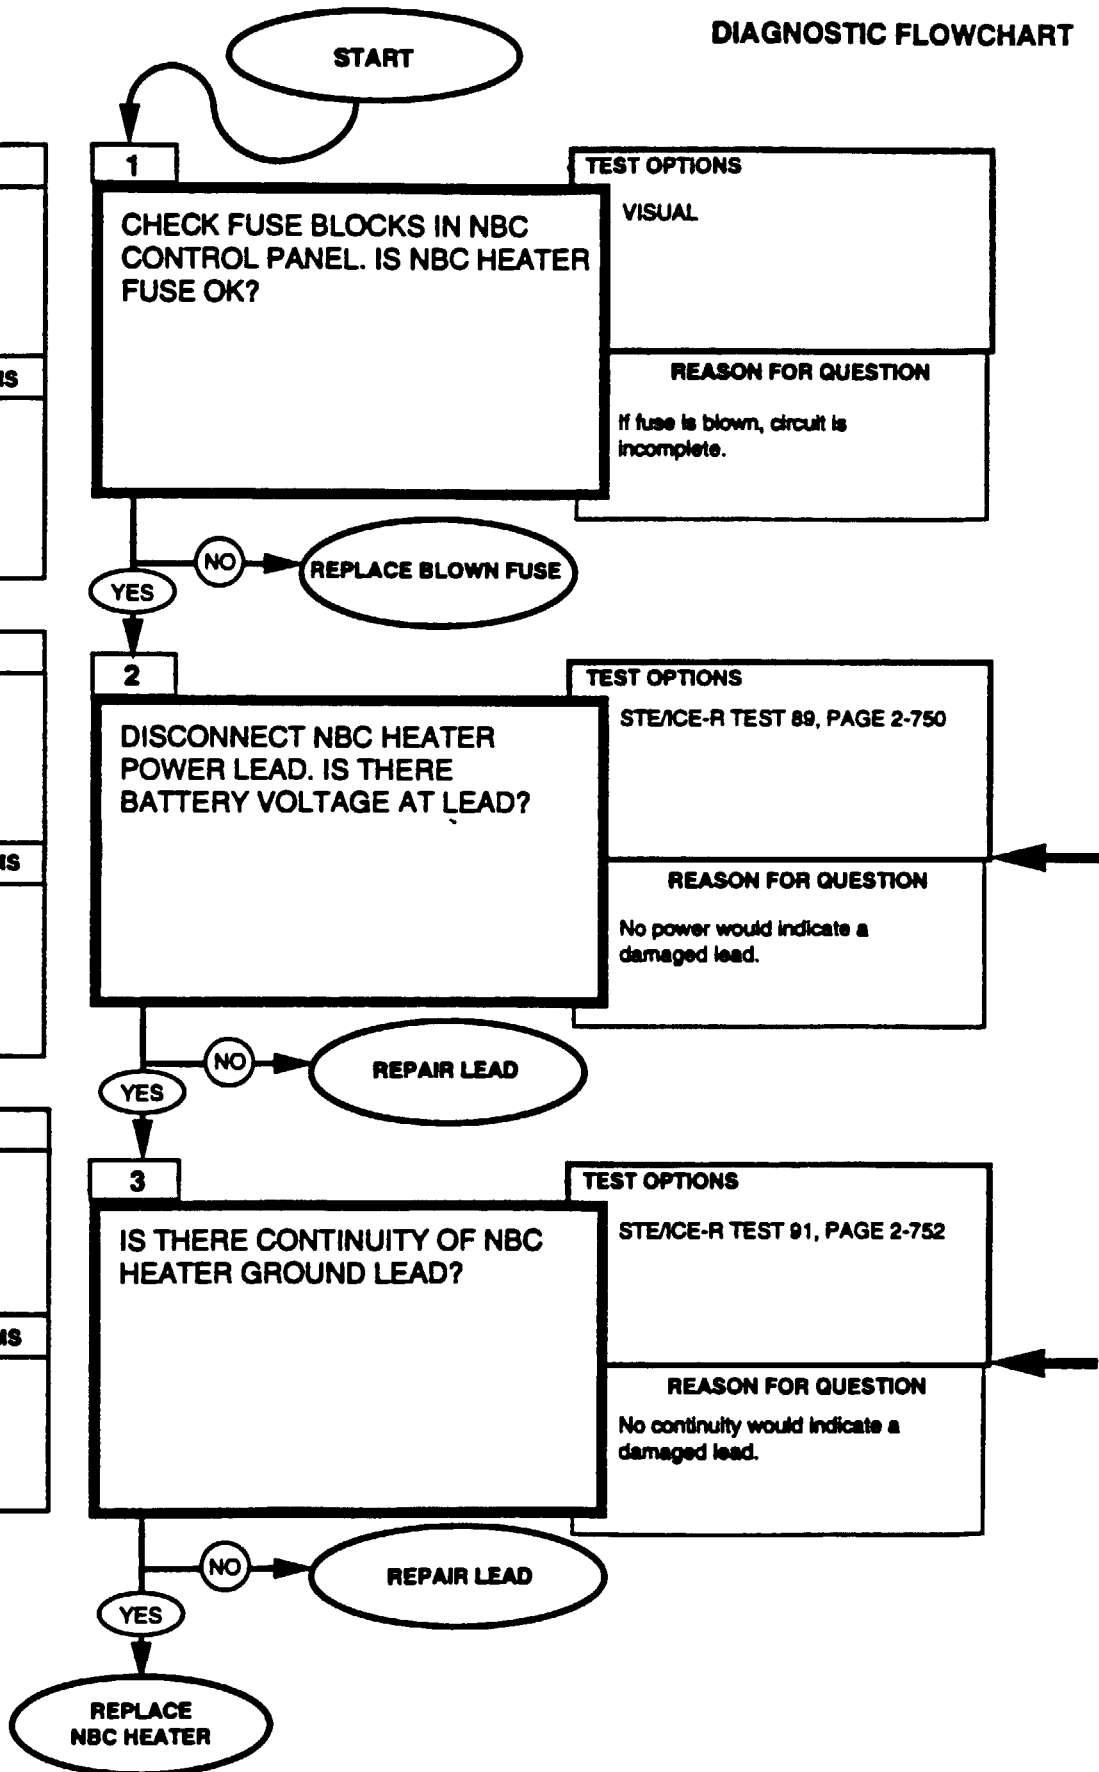 DIAGNOSTIC FLOWCHART
START
1
CHECK FUSE BLOCKS IN NBC
CONTROL PANEL. IS NBC HEATER
FUSE OK?
TEST OPTIONS
VISUAL
REASON FOR QUESTION
If fuse is blown, circuit is
incomplete.
NO
REPLACE BLOWN FUSE
YES
2
DISCONNECT NBC HEATER
POWER LEAD. IS THERE
BATTERY VOLTAGE AT LEAD?
TEST OPTIONS
STE/ICE-R TEST 89, PAGE 2-750
REASON FOR QUESTION
No power would indicate a
damaged lead.
NO
REPAIR LEAD
YES
3
IS THERE CONTINUITY OF NBC
HEATER GROUND LEAD?
TEST OPTIONS
STE/ICE-R TEST 91, PAGE 2-752
REASON FOR QUESTION
No continuity would indicate a
damaged lead.
NO
REPAIR LEAD
YES
REPLACE
NBC HEATER